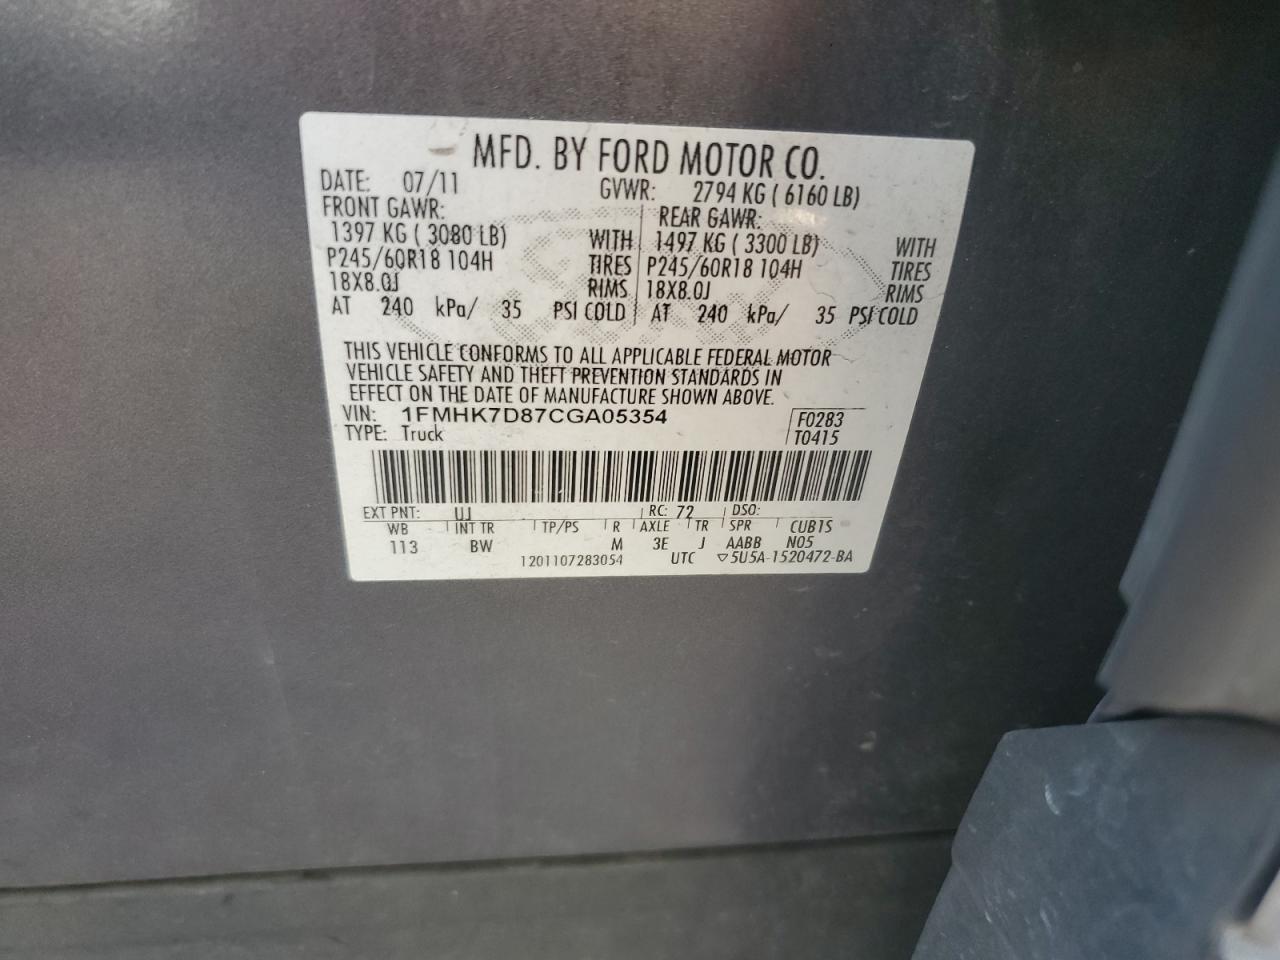 MFD. BY FORD MOTOR CO.
DATE: 07/11 GVWR: 2794 KG ( 6160 LB)
FRONT GAWR: REAR GAWR:
1397 KG ( 3080 LB) WITH 1497 KG ( 3300 LB) WITH
P245/60R18 104H TIRES P245/60R18 104H TIRES
18X8.0J RIMS 18X8.0J RIMS
AT 240 kPa/ 35 PSI COLD AT 240 kPa/ 35 PSI COLD
THIS VEHICLE CONFORMS TO ALL APPLICABLE FEDERAL MOTOR
VEHICLE SAFETY AND THEFT PREVENTION STANDARDS IN
EFFECT ON THE DATE OF MANUFACTURE SHOWN ABOVE.
VIN: 1FMHK7D87CGA05354 F0283
TYPE: Truck T0415
EXT PNT: UJ RC: 72 DSO:
WB INT TR TP/PS R AXLE TR SPR CUB1S
113 BW M 3E J AABB N05
1201107283054 UTC ▽5U5A-1520472-BA